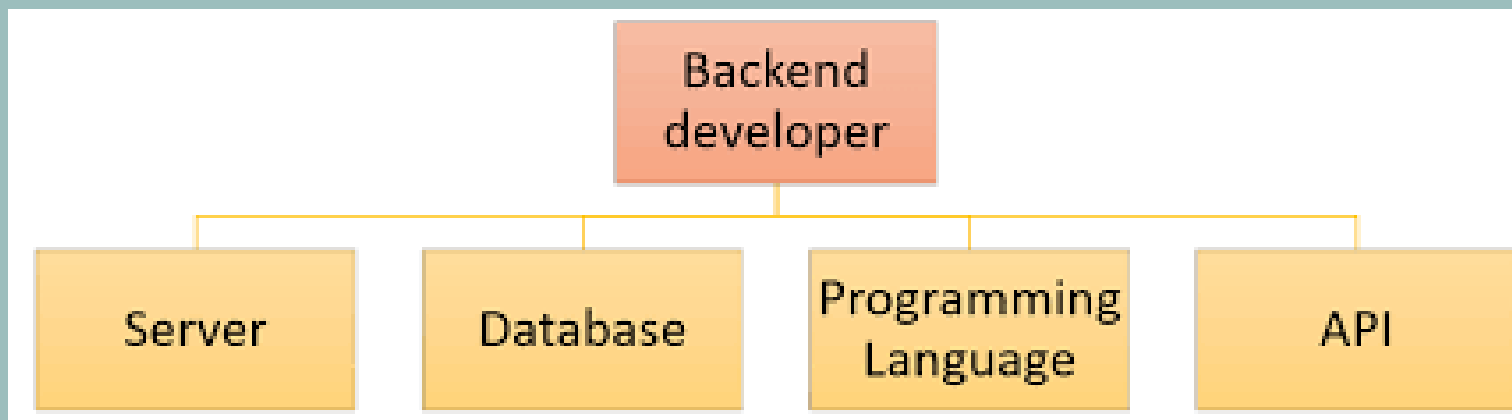 Backend
developer
Server
Database
Programming
Language
API